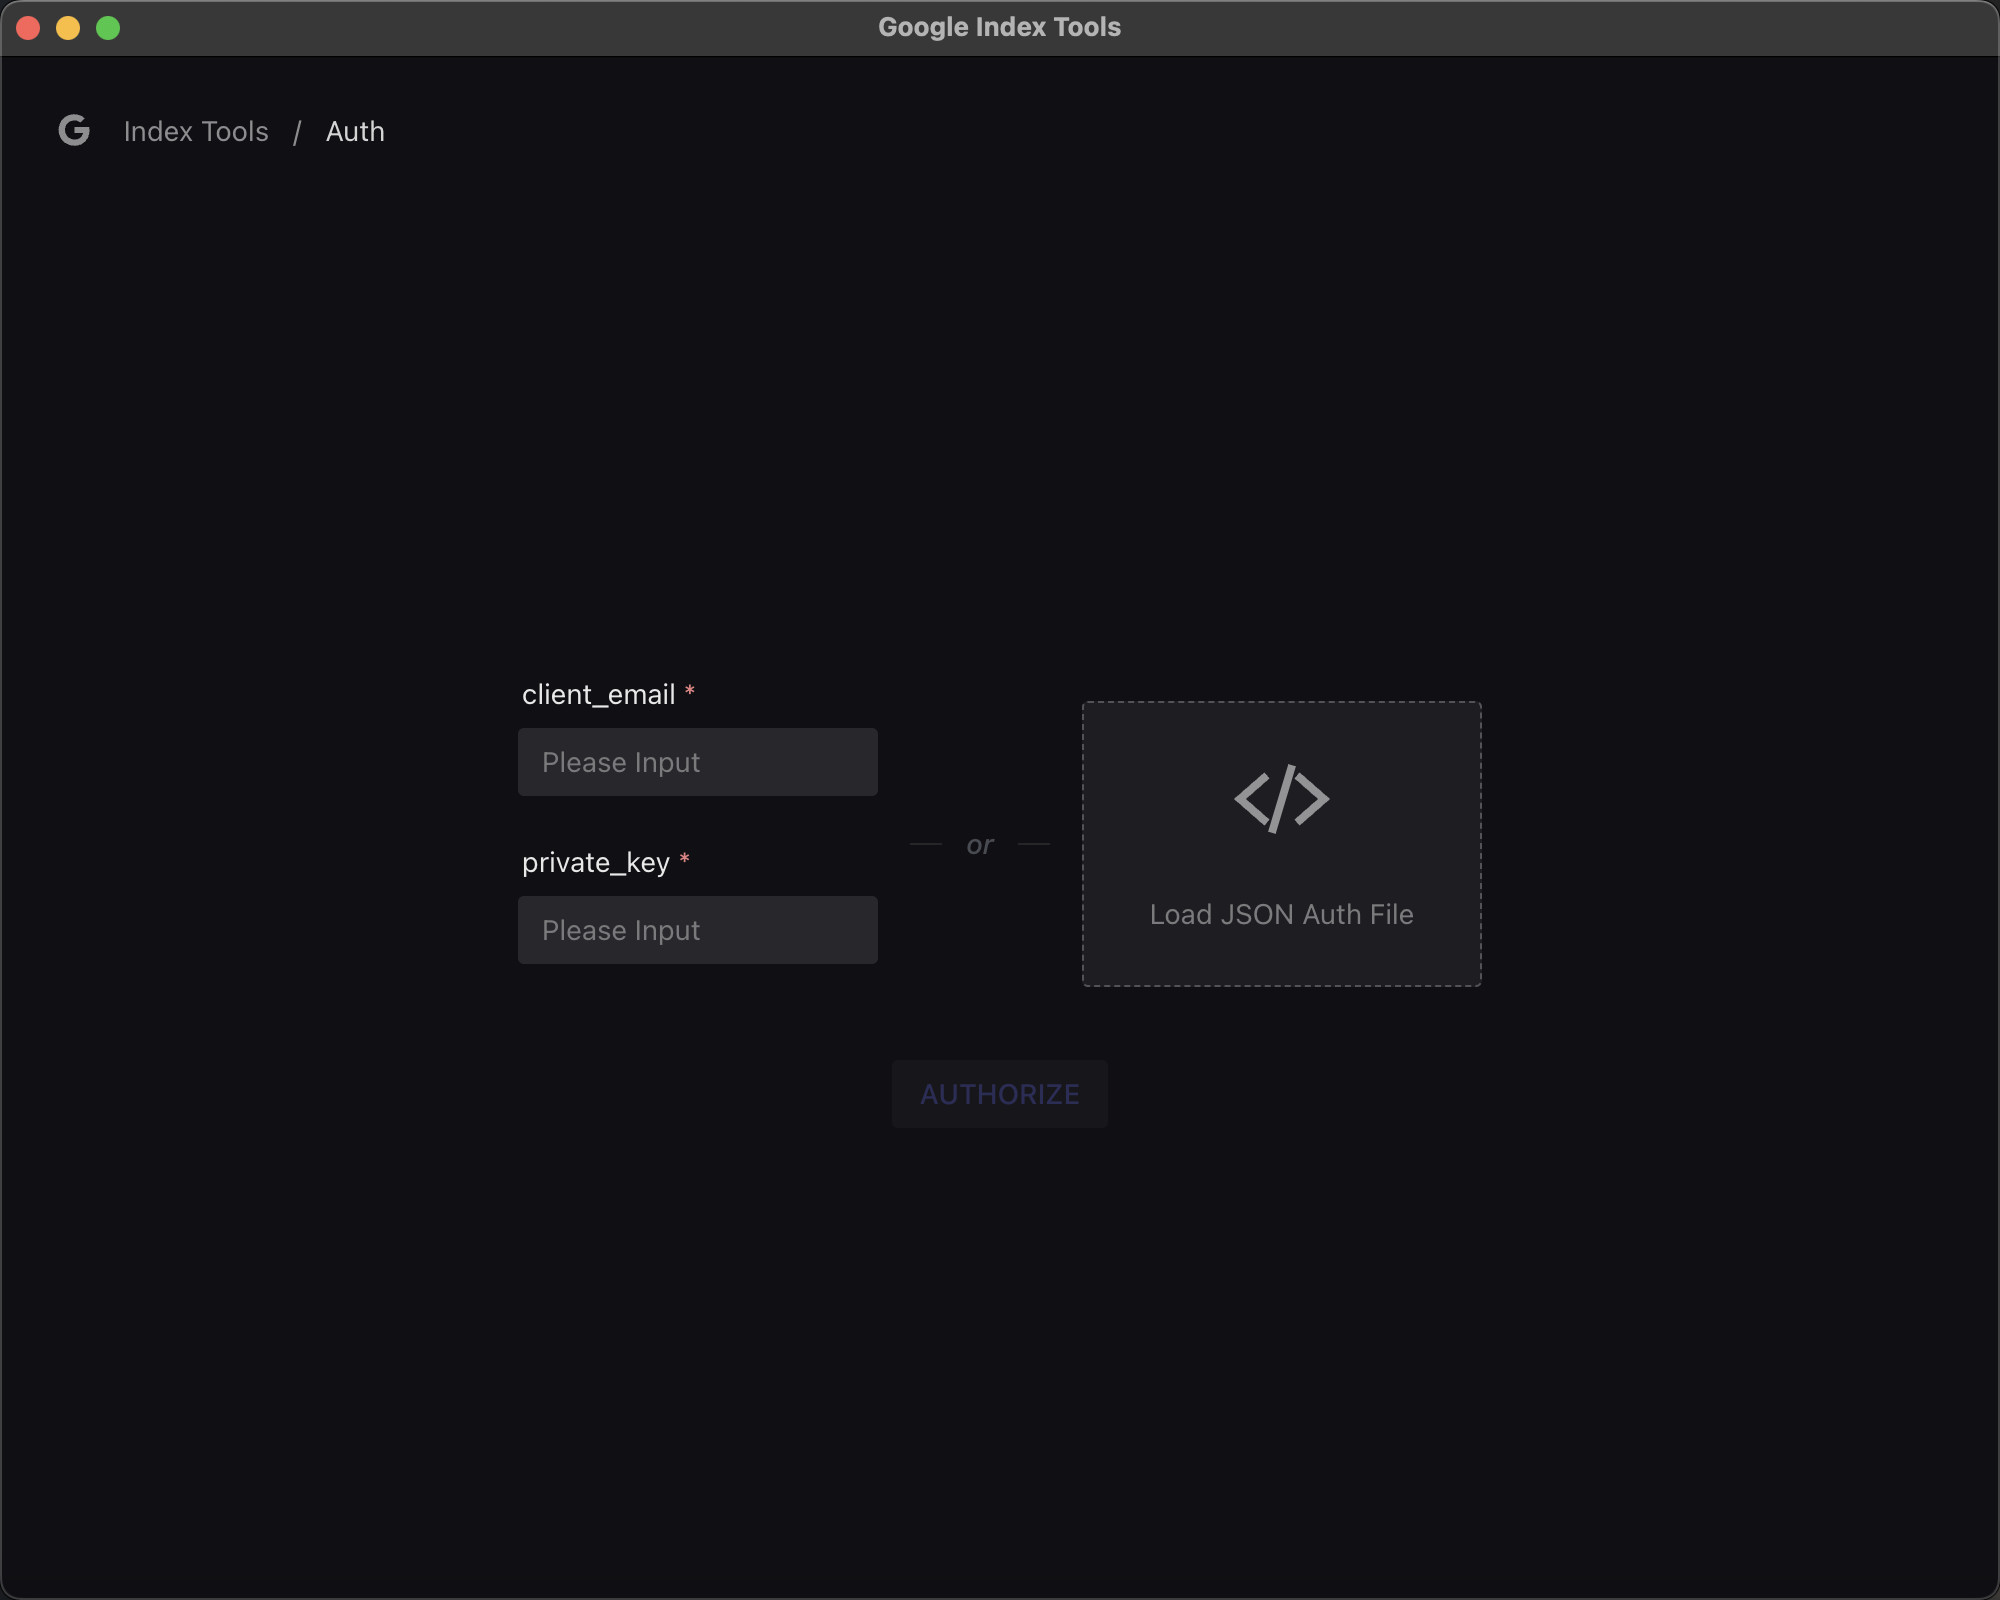 Google Index Tools
Index Tools / Auth
client_email *
Please Input
private_key *
Please Input
or
Load JSON Auth File
AUTHORIZE